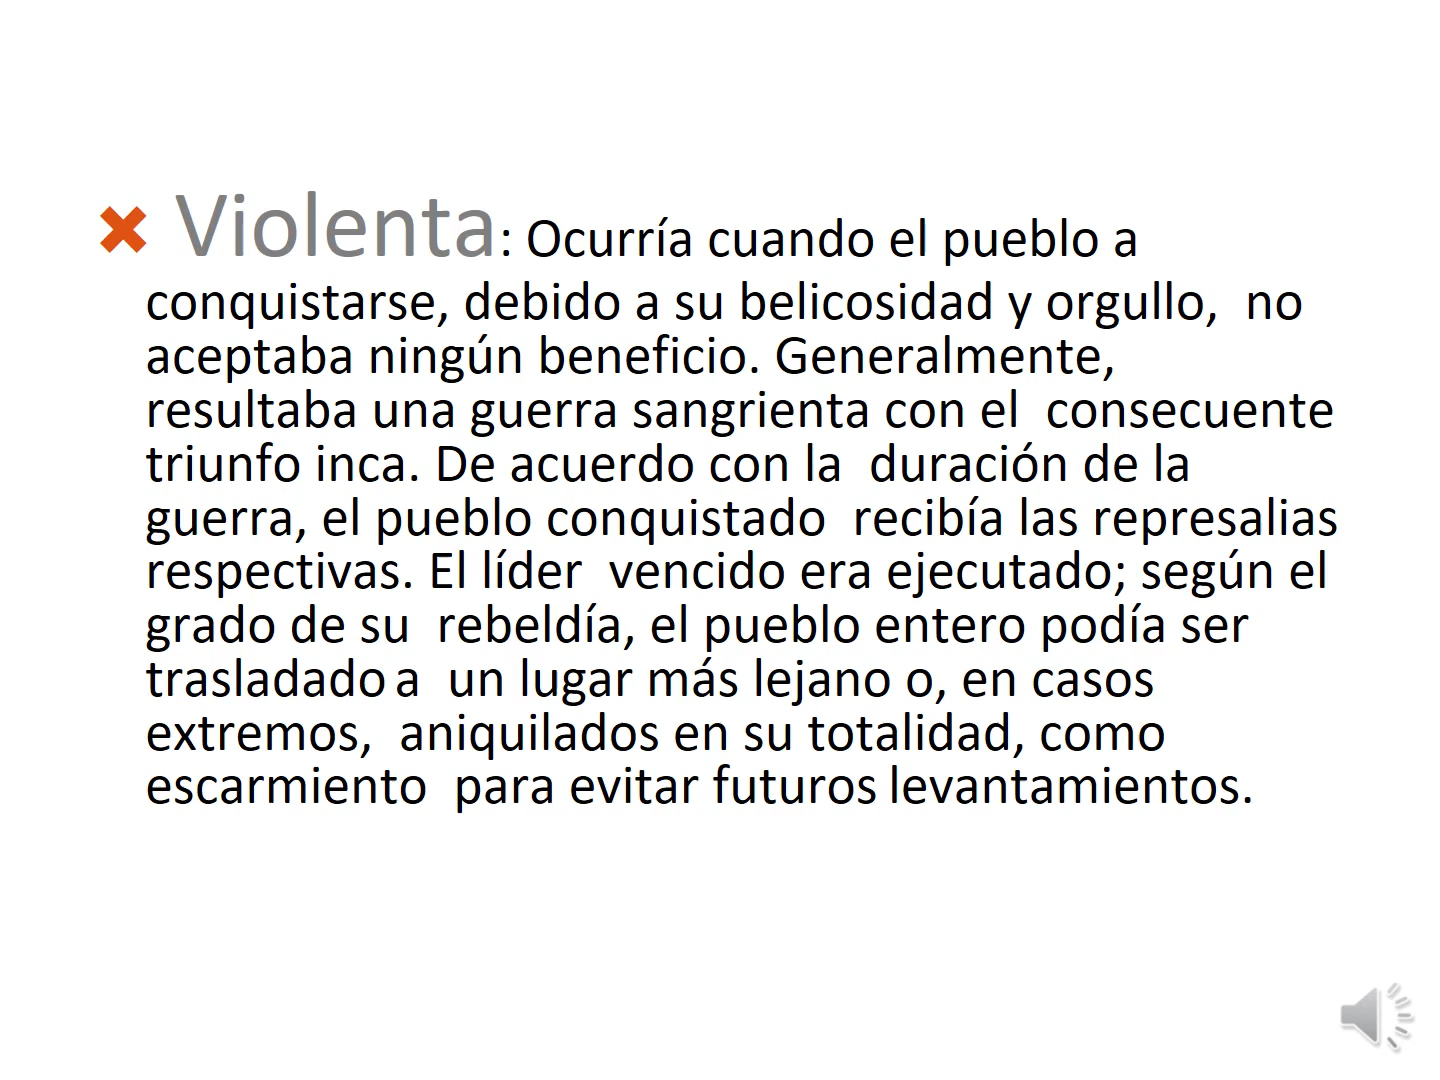 Violenta: Ocurría cuando el pueblo a
conquistarse, debido a su belicosidad y orgullo, no
aceptaba ningún beneficio. Generalmente,
resultaba una guerra sangrienta con el consecuente
triunfo inca. De acuerdo con la duración de la
guerra, el pueblo conquistado recibía las represalias
respectivas. El líder vencido era ejecutado; según el
grado de su rebeldía, el pueblo entero podía ser
trasladado a un lugar más lejano o, en casos
extremos, aniquilados en su totalidad, como
escarmiento para evitar futuros levantamientos.